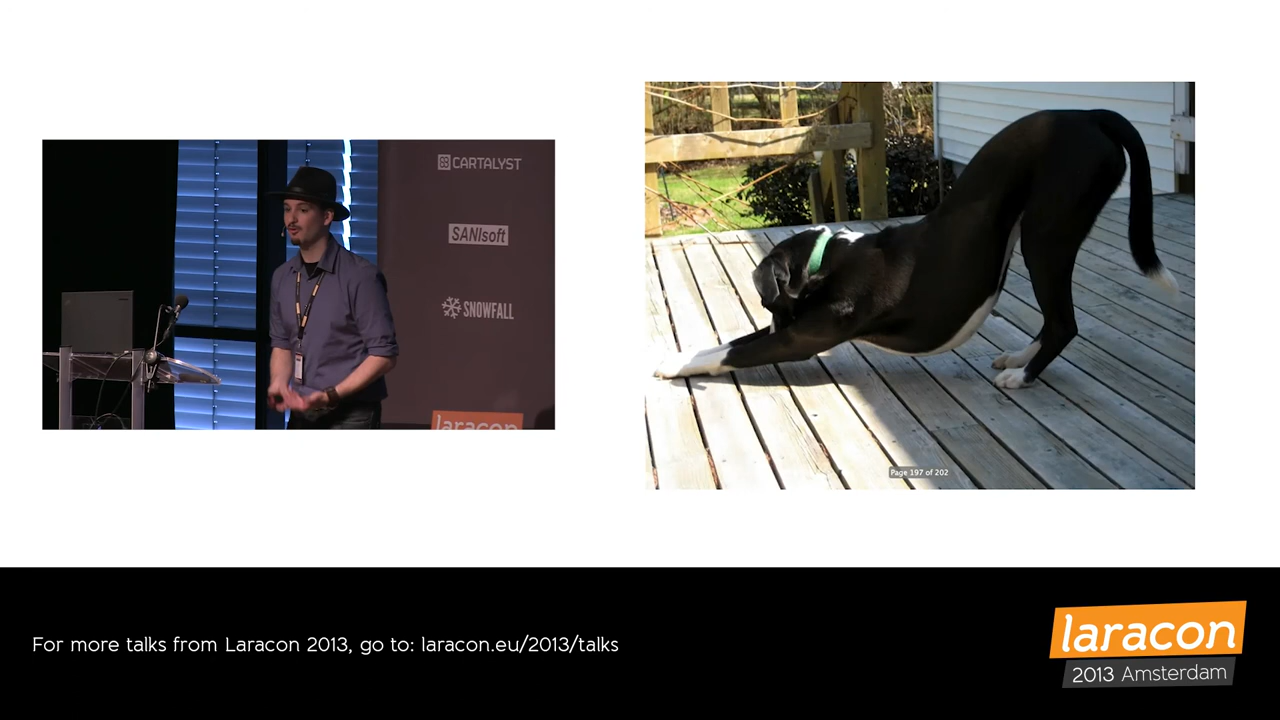 CARTALYST
SANIsoft
SNOWFALL
laracon
Page 197 of 202
For more talks from Laracon 2013, go to: laracon.eu/2013/talks
laracon
2013 Amsterdam